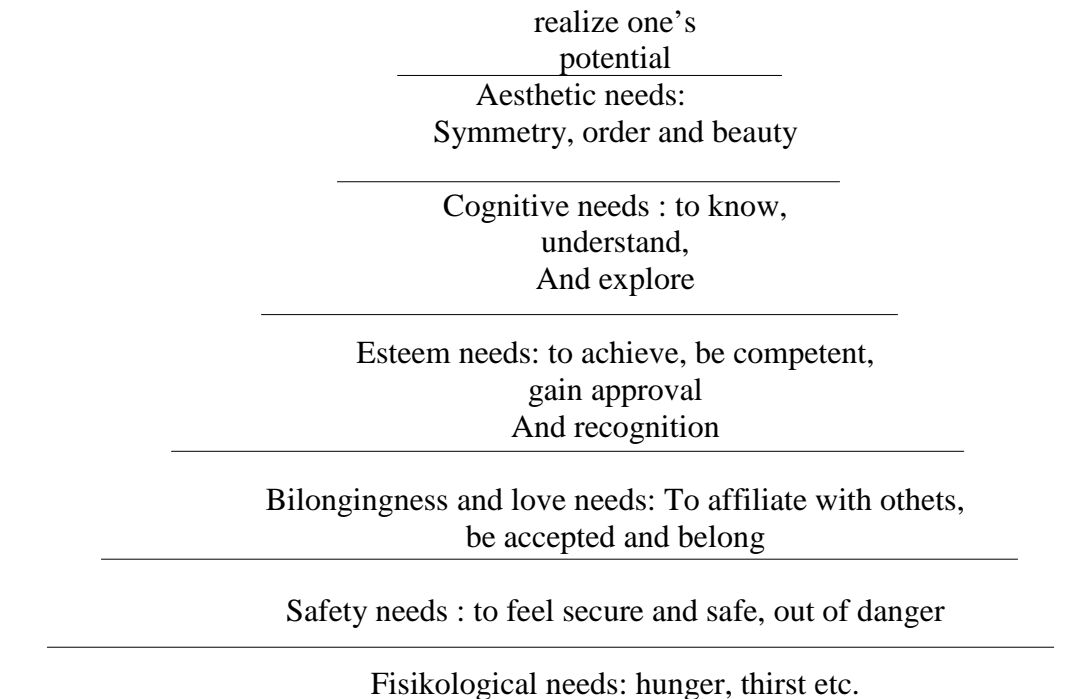 realize one’s
potential
Aesthetic needs:
Symmetry, order and beauty
Cognitive needs : to know,
understand,
And explore
Esteem needs: to achieve, be competent,
gain approval
And recognition
Bilongingness and love needs: To affiliate with othets,
be accepted and belong
Safety needs : to feel secure and safe, out of danger
Fisikological needs: hunger, thirst etc.